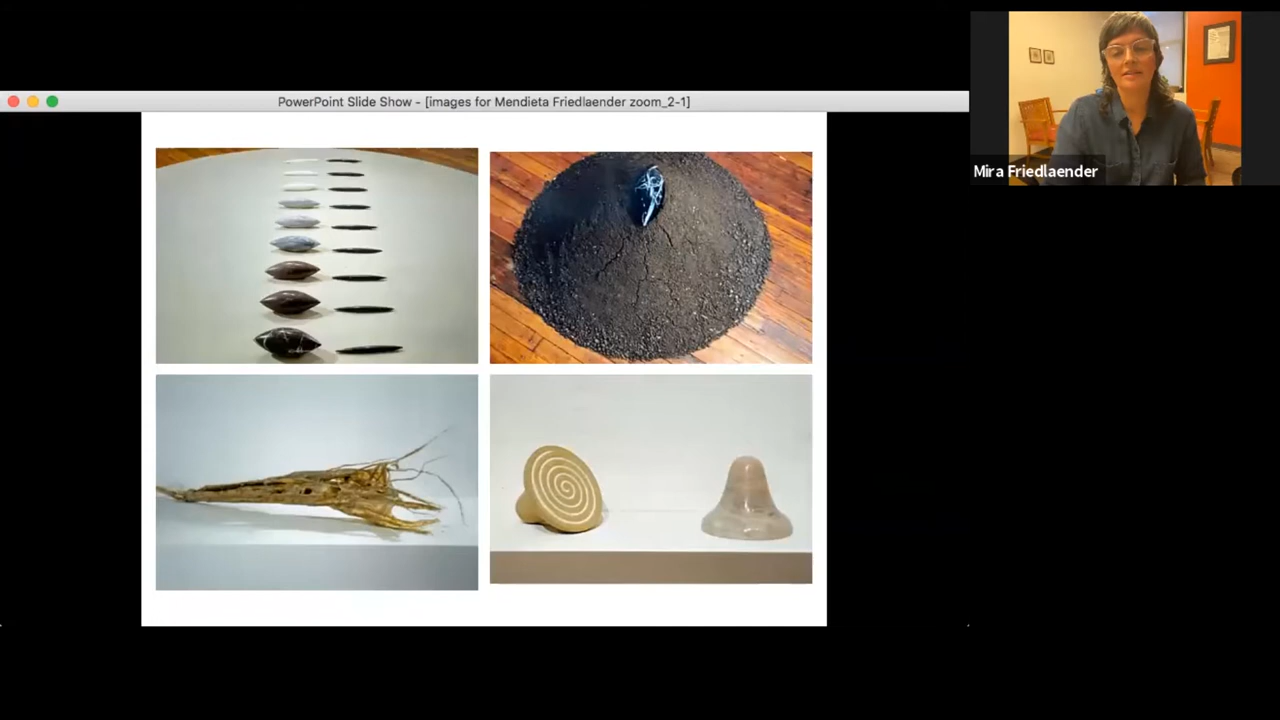 PowerPoint Slide Show - [images for Mendieta Friedlaender zoom_2-1]
Mira Friedlaender